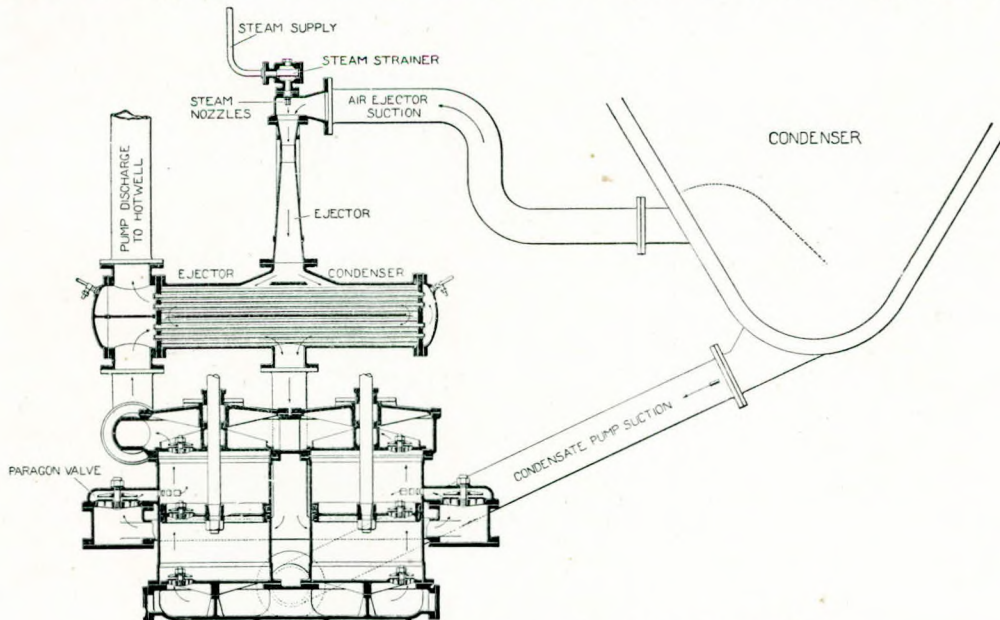 STEAM SUPPLY
STEAM STRAINER
STEAM
NOZZLES
AIR EJECTOR
SUCTION
CONDENSER
PUMP DISCHARGE
TO HOTWELL
EJECTOR
EJECTOR CONDENSER
CONDENSATE PUMP SUCTION
PARAGON VALVE